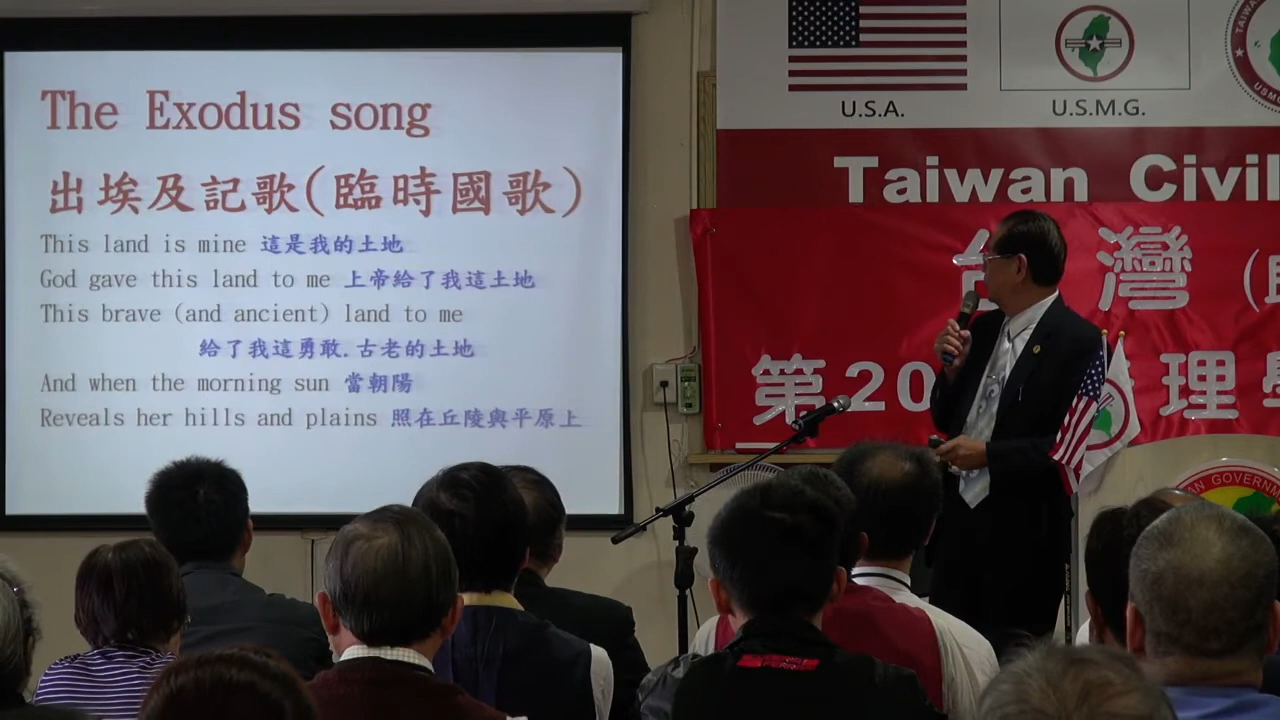 The Exodus song
出埃及記歌(臨時國歌)
This land is mine 這是我的土地
God gave this land to me 上帝給了我這土地
This brave (and ancient) land to me
給了我這勇敢.古老的土地
And when the morning sun 當朝陽
Reveals her hills and plains 照在丘陵與平原上
U.S.A.
U.S.M.G.
Taiwan Civil
台灣
第20
理